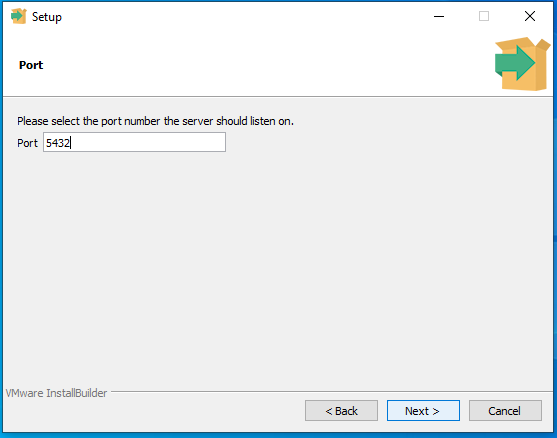 Setup
Port
Please select the port number the server should listen on.
Port 5432
VMware InstallBuilder
< Back Next > Cancel